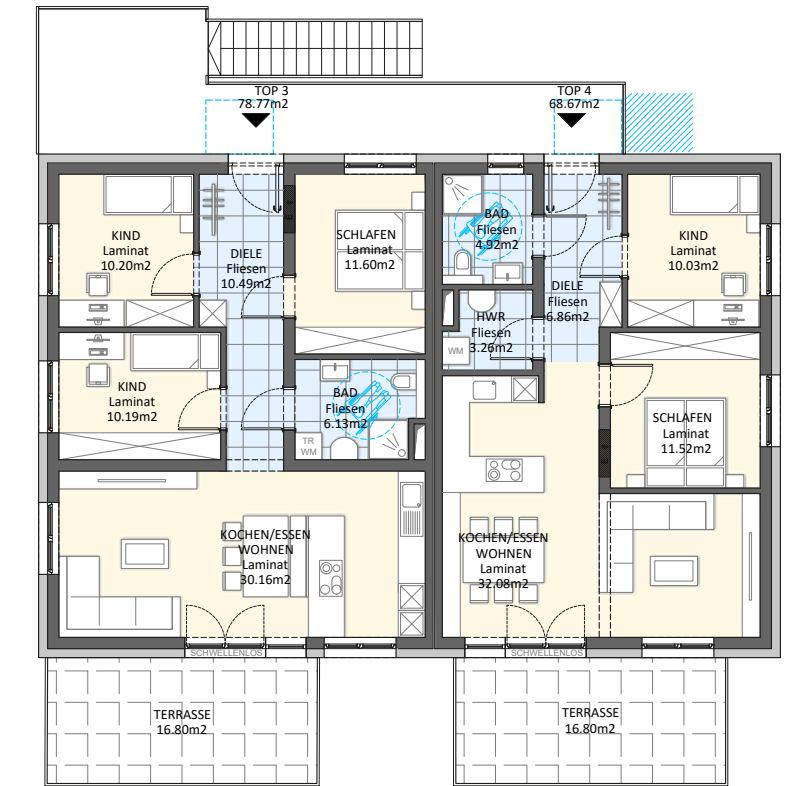 TOP 3
78.77m2
TOP 4
68.67m2
KIND
Laminat
10.20m2
DIELE
Fliesen
10.49m2
SCHLAFEN
Laminat
11.60m2
BAD
Fliesen
4.92m2
DIELE
Fliesen
6.86m2
KIND
Laminat
10.03m2
HWR
Fliesen
3.26m2
WM
KIND
Laminat
10.19m2
BAD
Fliesen
6.13m2
TR
WM
SCHLAFEN
Laminat
11.52m2
KOCHEN/ESSEN
WOHNEN
Laminat
30.16m2
KOCHEN/ESSEN
WOHNEN
Laminat
32.08m2
SCHWELLENLOS
SCHWELLENLOS
TERRASSE
16.80m2
TERRASSE
16.80m2